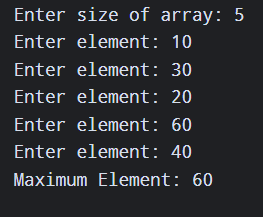 Enter size of array: 5
Enter element: 10
Enter element: 30
Enter element: 20
Enter element: 60
Enter element: 40
Maximum Element: 60